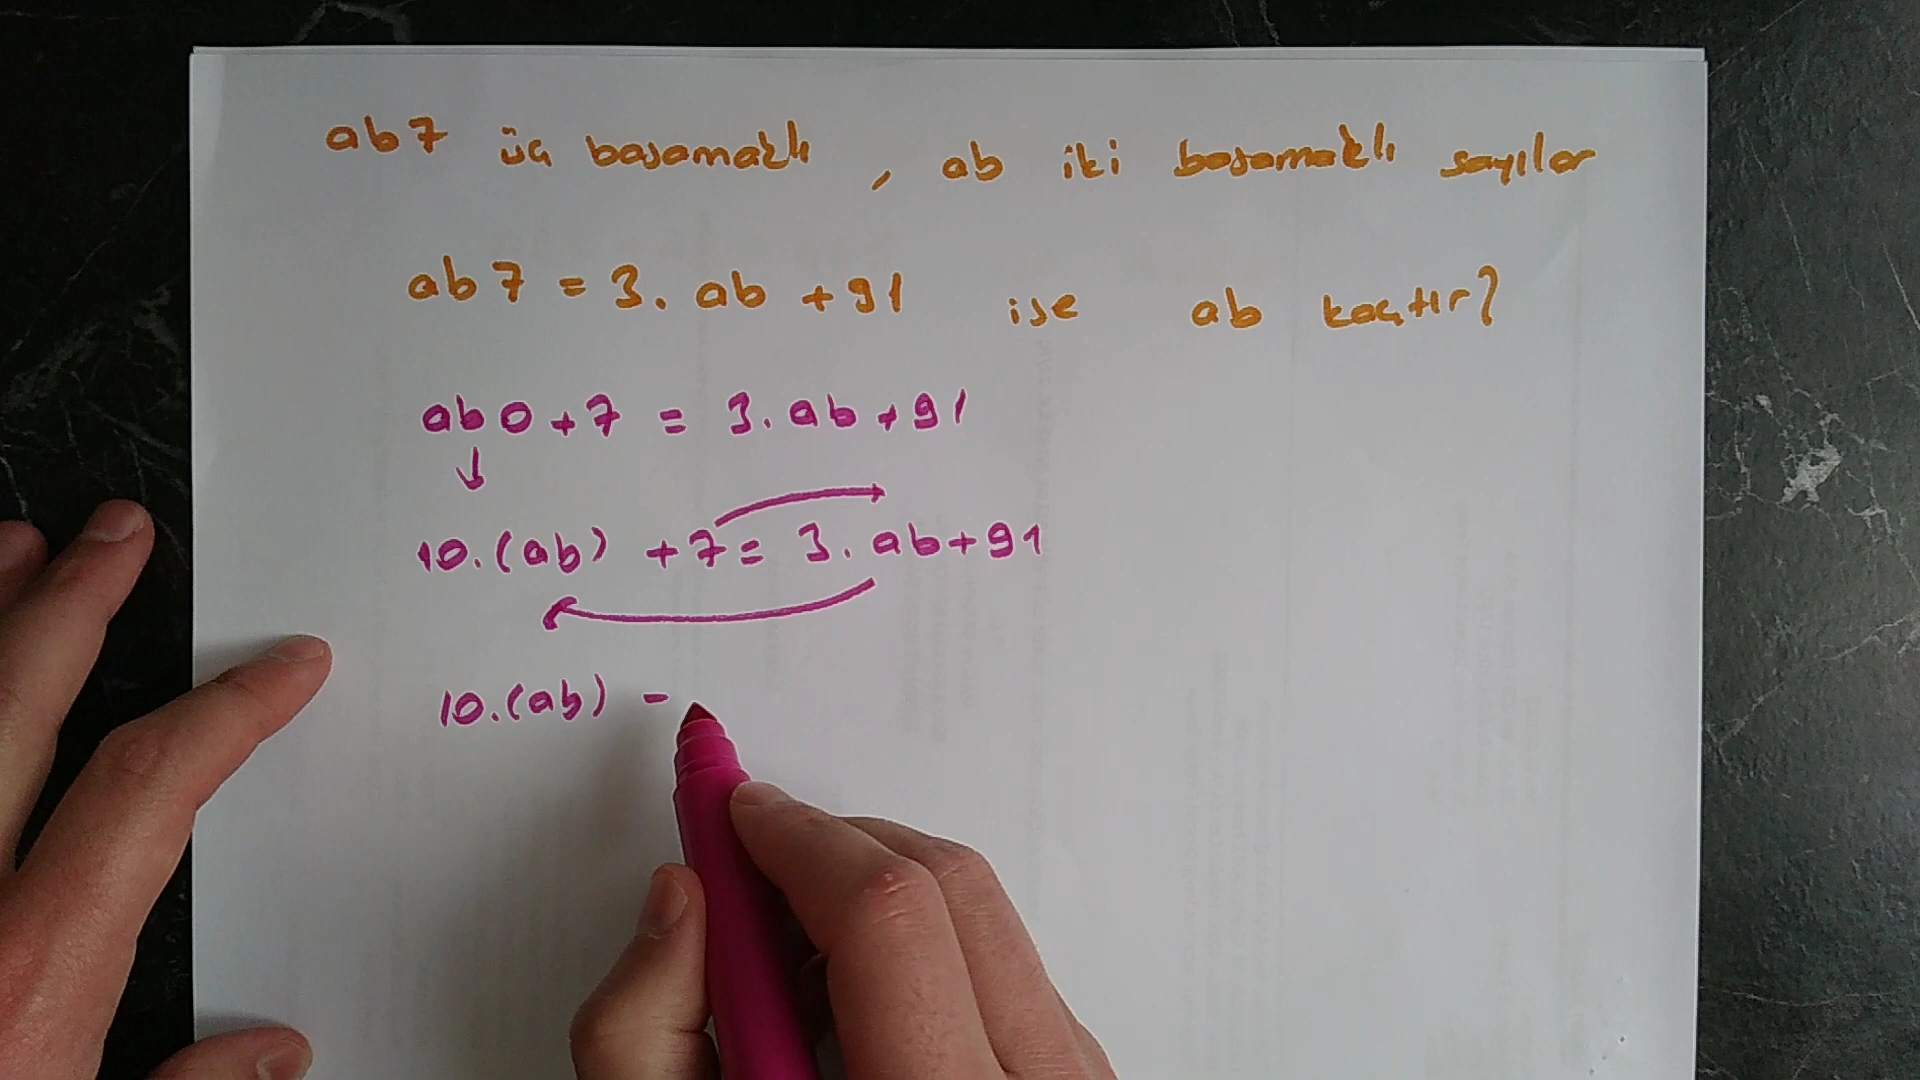 ab7 üç basamaklı, ab iki basamaklı sayılar
ab7 = 3. ab +91 ise ab kaçtır?
ab0+7 = 3. ab+91
↓
10.(ab) +7= 3. ab+91
10.(ab) -